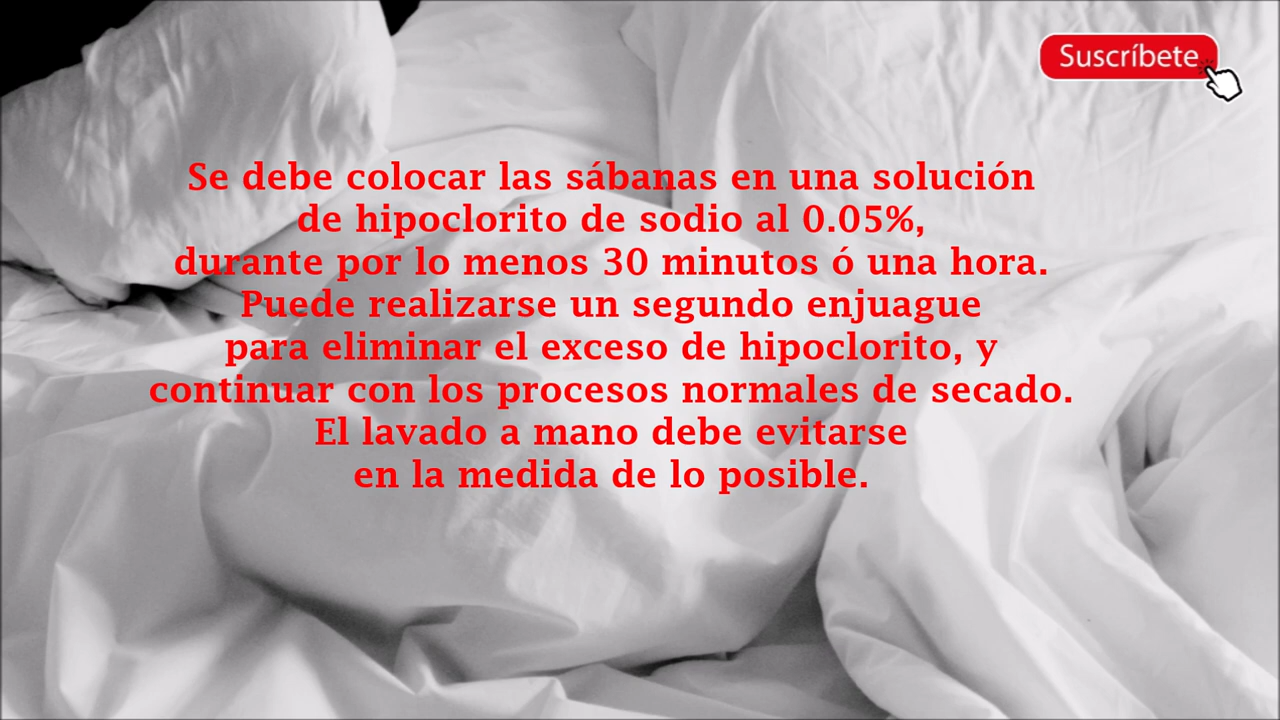 Suscríbete
Se debe colocar las sábanas en una solución
de hipoclorito de sodio al 0.05%,
durante por lo menos 30 minutos ó una hora.
Puede realizarse un segundo enjuague
para eliminar el exceso de hipoclorito, y
continuar con los procesos normales de secado.
El lavado a mano debe evitarse
en la medida de lo posible.